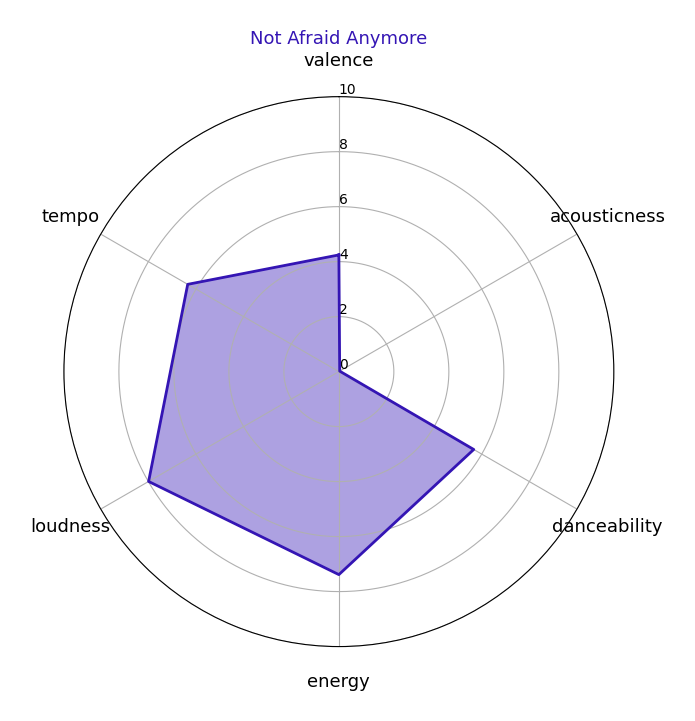 Not Afraid Anymore
valence
10
8
6
4
2
0
tempo
acousticness
loudness
danceability
energy